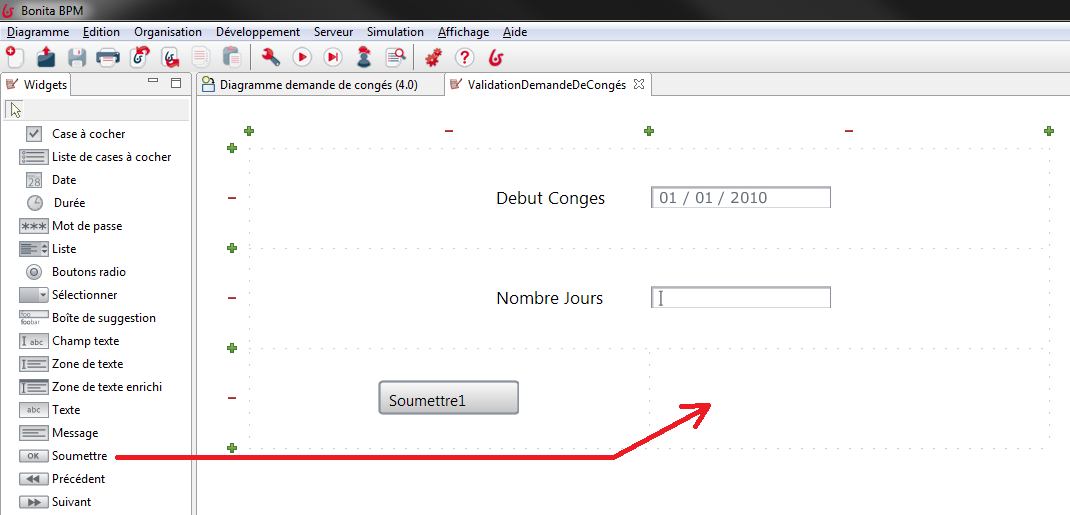 Bonita BPM
Diagramme Edition Organisation Développement Serveur Simulation Affichage Aide
Widgets
Diagramme demande de congés (4.0)
ValidationDemandeDeCongés
Case à cocher
Liste de cases à cocher
28 Date
Durée
*** Mot de passe
Liste
Boutons radio
Sélectionner
foo
foobar
Boîte de suggestion
abc Champ texte
Zone de texte
Zone de texte enrichi
abc Texte
Message
OK Soumettre
Précédent
Suivant
Debut Conges 01 / 01 / 2010
Nombre Jours
Soumettre1